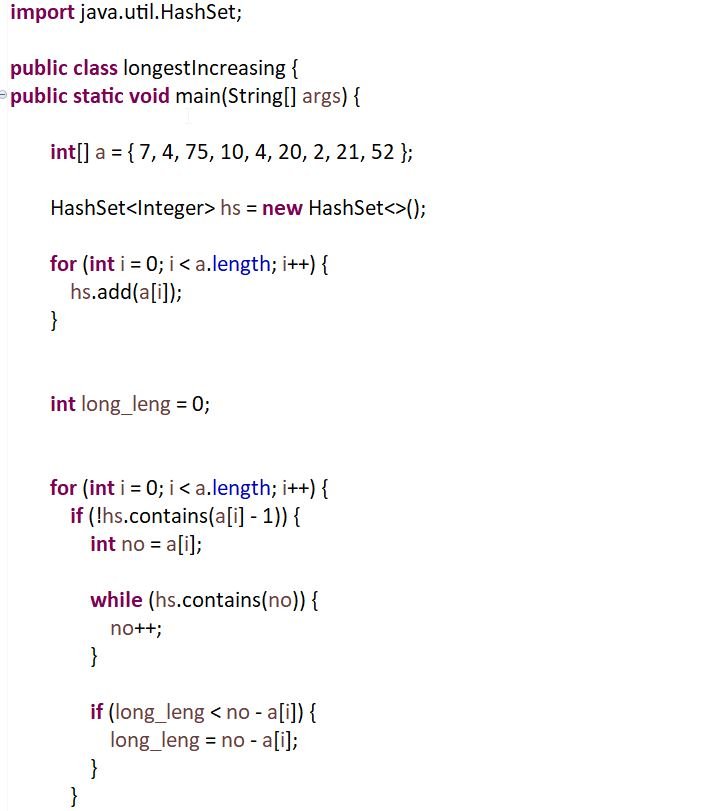 import java.util.HashSet;
public class longestIncreasing {
public static void main(String[] args) {
int[] a = { 7, 4, 75, 10, 4, 20, 2, 21, 52 };
HashSet<Integer> hs = new HashSet<>();
for (int i = 0; i < a.length; i++) {
hs.add(a[i]);
}
int long_leng = 0;
for (int i = 0; i < a.length; i++) {
if (!hs.contains(a[i] - 1)) {
int no = a[i];
while (hs.contains(no)) {
no++;
}
if (long_leng < no - a[i]) {
long_leng = no - a[i];
}
}